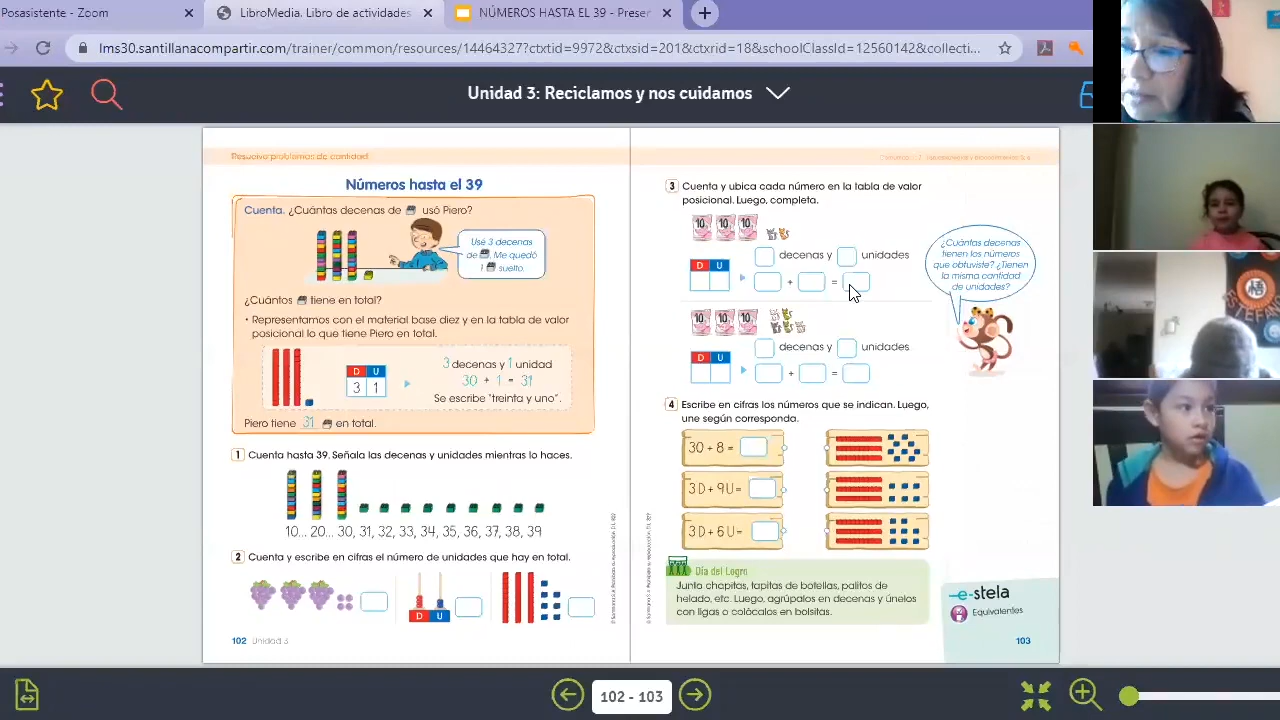 Posasistente - Zoom
LibroMedia. Libro de actividades
NÚMEROS HASTA EL 39 - Preser
lms30.santillanacompartir.com/trainer/common/resources/14464327?ctxtid=9972&ctxsid=201&ctxrid=18&schoolClassId=12560142&collecti...
Unidad 3: Reciclamos y nos cuidamos
Resuelve problemas de cantidad
Números hasta el 39
Cuenta. ¿Cuántas decenas de usó Piero?
Usé 3 decenas
de . Me quedó
1 suelto.
¿Cuántos tiene en total?
• Representamos con el material base diez y en la tabla de valor
posicional lo que tiene Piero en total.
D U
3 1
3 decenas y 1 unidad
30 + 1 = 31
Se escribe "treinta y uno".
Piero tiene 31 en total.
1 Cuenta hasta 39. Señala las decenas y unidades mientras lo haces.
10... 20... 30, 31, 32, 33, 34, 35, 36, 37, 38, 39
2 Cuenta y escribe en cifras el número de unidades que hay en total.
D U
102 Unidad 3
3 Cuenta y ubica cada número en la tabla de valor
posicional. Luego, completa.
10 10 10
decenas y unidades
D U
+ =
10 10 10
decenas y unidades
D U
+ =
¿Cuántas decenas
tienen los números
que obtuviste? ¿Tienen
la misma cantidad
de unidades?
4 Escribe en cifras los números que se indican. Luego,
une según corresponda.
30 + 8 =
3D + 9U =
3D + 6U =
Día del Logro
Junta chapitas, tapitas de botellas, palitos de
helado, etc. Luego, agrúpalos en decenas y únelos
con ligas o colócalos en bolsitas.
e-stela
Equivalentes
103
102 - 103